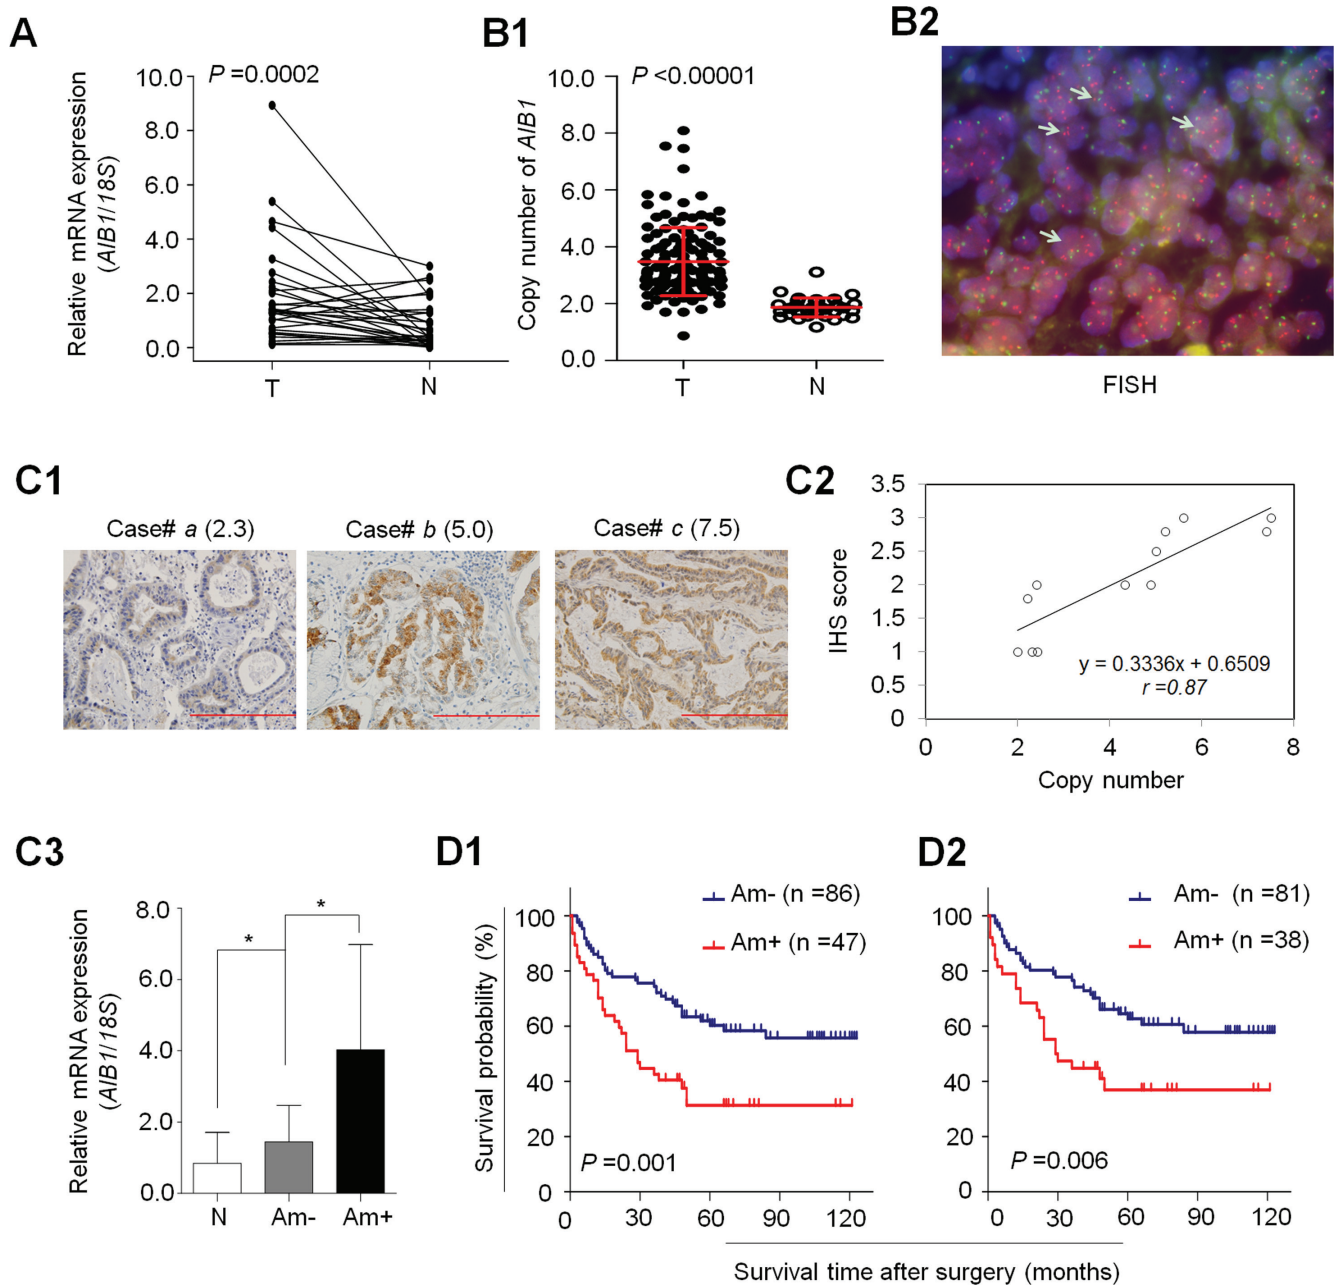 A
Relative mRNA expression
(AIB1/18S)
P =0.0002
10.0
8.0
6.0
4.0
2.0
0.0
T
N
B1
Copy number of AIB1
P <0.00001
10.0
8.0
6.0
4.0
2.0
0.0
T
N
B2
FISH
C1
Case# a (2.3)
Case# b (5.0)
Case# c (7.5)
C2
IHS score
3.5
3
2.5
2
1.5
1
0.5
0
y = 0.3336x + 0.6509
r =0.87
0
2
4
6
8
Copy number
C3
Relative mRNA expression
(AIB1/18S)
8.0
6.0
4.0
2.0
0.0
*
*
N
Am-
Am+
D1
Survival probability (%)
100
80
60
40
20
0
Am- (n =86)
Am+ (n =47)
P =0.001
0
30
60
90
120
D2
100
80
60
40
20
0
Am- (n =81)
Am+ (n =38)
P =0.006
0
30
60
90
120
Survival time after surgery (months)